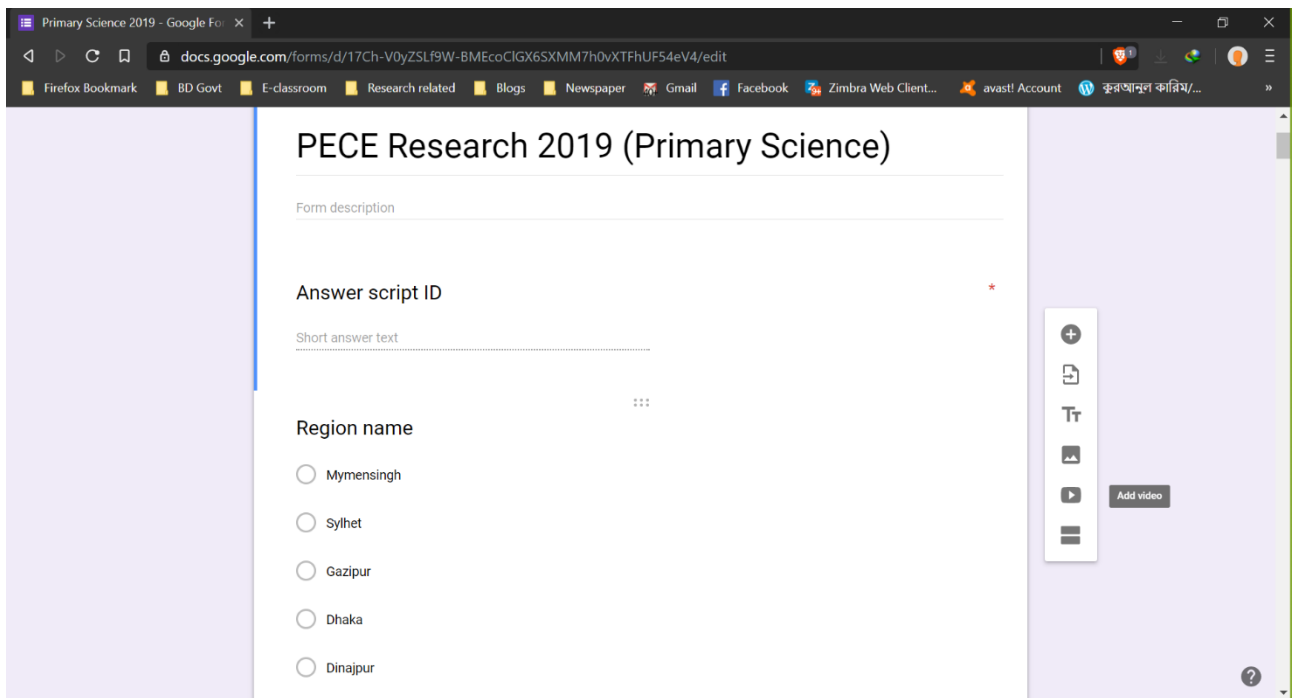 Primary Science 2019 - Google For
docs.google.com/forms/d/17Ch-V0yZSLf9W-BMEcoClGX6SXMM7h0vXTFhUF54eV4/edit
1
Firefox Bookmark BD Govt E-classroom Research related Blogs Newspaper Gmail Facebook Zimbra Web Client... avast! Account কুরআনুল কারিম/... »
PECE Research 2019 (Primary Science)
Form description
Answer script ID *
Short answer text
Region name
Mymensingh
Add video
Sylhet
Gazipur
Dhaka
Dinajpur